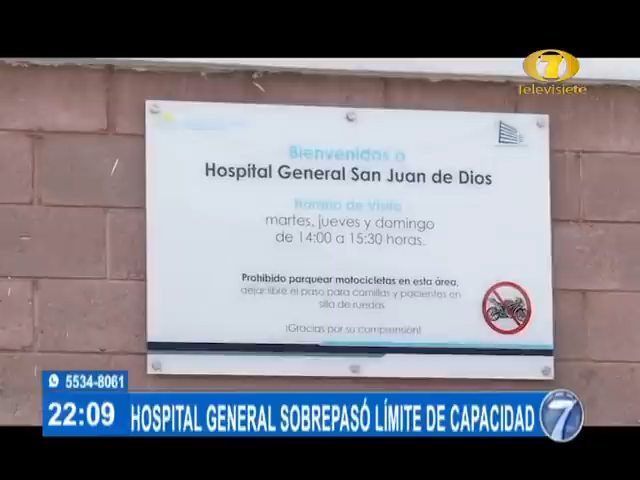 7
Televisiete
Bienvenidos a
Hospital General San Juan de Dios
Horario de Visita
martes, jueves y domingo
de 14:00 a 15:30 horas.
Prohibido parquear motocicletas en esta área,
dejar libre el paso para camillas y pacientes en
silla de ruedas.
¡Gracias por su comprensión!
5534-8061
22:09
HOSPITAL GENERAL SOBREPASÓ LÍMITE DE CAPACIDAD
7